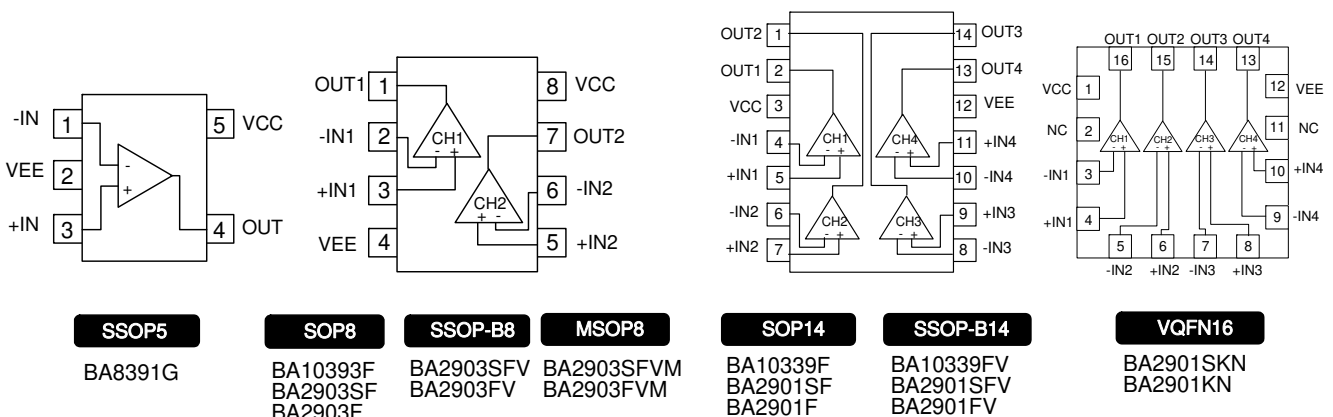 -IN 1
VEE 2
+IN 3
5 VCC
4 OUT
-
+
OUT1 1
-IN1 2
+IN1 3
VEE 4
8 VCC
7 OUT2
6 -IN2
5 +IN2
CH1
- +
CH2
+ -
OUT2 1
OUT1 2
VCC 3
-IN1 4
+IN1 5
-IN2 6
+IN2 7
14 OUT3
13 OUT4
12 VEE
11 +IN4
10 -IN4
9 +IN3
8 -IN3
CH1
- +
CH4
- +
CH2
- +
CH3
- +
OUT1 OUT2 OUT3 OUT4
16 15 14 13
VCC 1
NC 2
-IN1 3
+IN1 4
12 VEE
11 NC
10 +IN4
9 -IN4
CH1 CH2 CH3 CH4
- + - + - + - +
5 6 7 8
-IN2 +IN2 -IN3 +IN3
SSOP5
BA8391G
SOP8
BA10393F
BA2903SF
BA2903F
SSOP-B8
BA2903SFV
BA2903FV
MSOP8
BA2903SFVM
BA2903FVM
SOP14
BA10339F
BA2901SF
BA2901F
SSOP-B14
BA10339FV
BA2901SFV
BA2901FV
VQFN16
BA2901SKN
BA2901KN